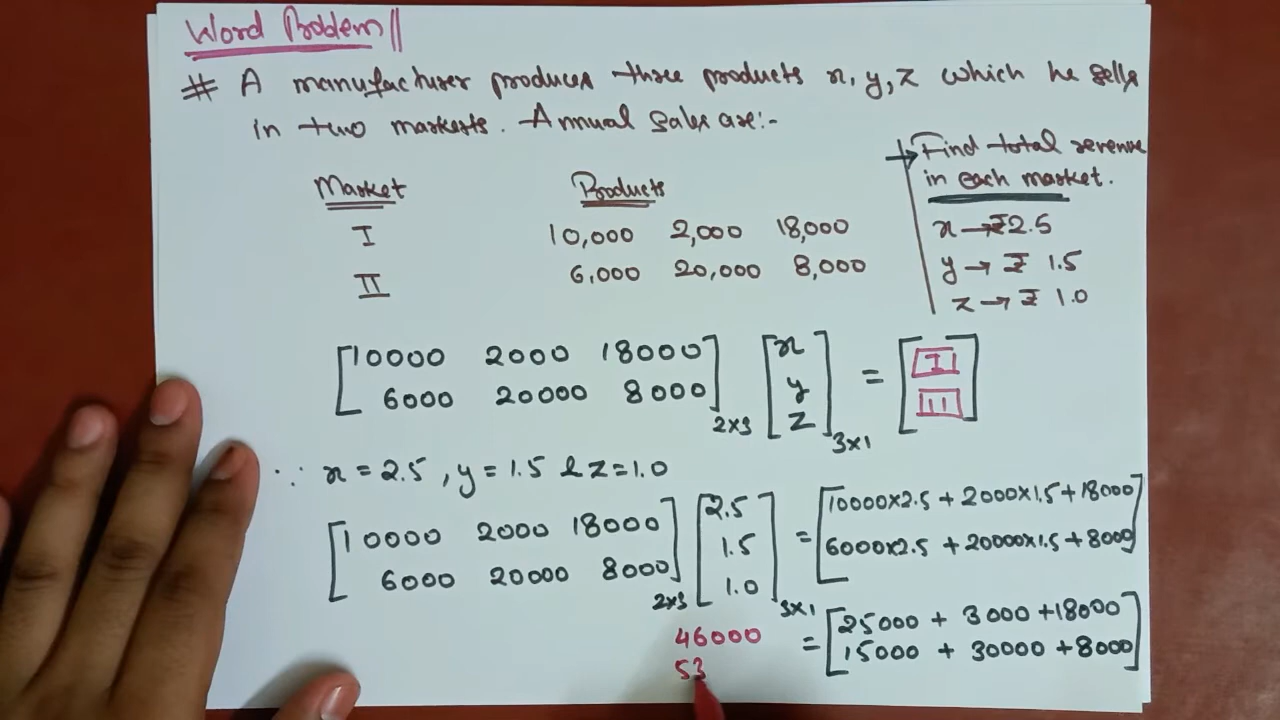 Word Problem
# A manufacturer produces three products x, y, z which he sells
in two markets. Annual sales are:-
→ Find total revenue
in each market.
Market Products
I 10,000 2,000 18,000
II 6,000 20,000 8,000
x → ₹2.5
y → ₹ 1.5
z → ₹ 1.0
[10000 2000 18000] [x] = [I]
[6000 20000 8000] 2×3 [y] [II]
[z] 3×1
∵ x = 2.5 , y = 1.5 & z = 1.0
[10000 2000 18000] [2.5] = [10000×2.5 + 2000×1.5 + 18000]
[6000 20000 8000] 2×3 [1.5] [6000×2.5 + 20000×1.5 + 8000]
[1.0] 3×1
= [25000 + 3000 + 18000]
[15000 + 30000 + 8000]
46000
53